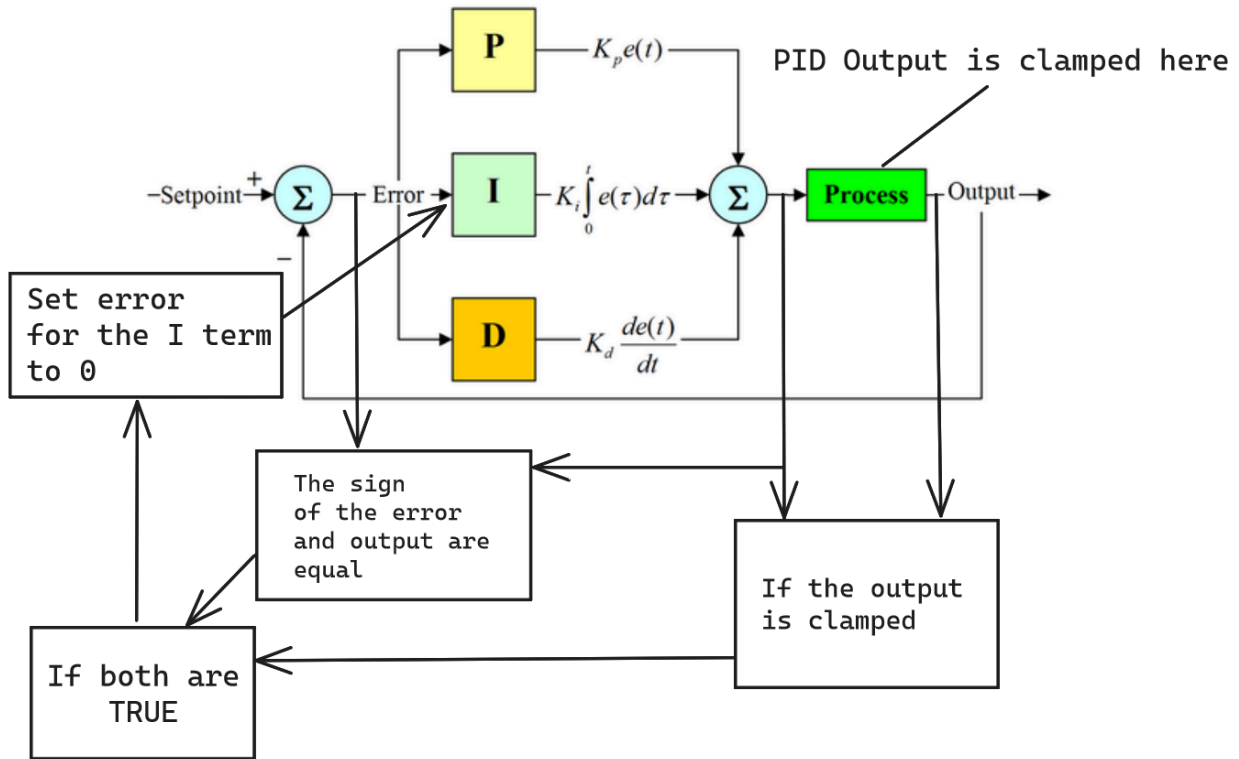 P
K_p e(t)
PID Output is clamped here
Setpoint
+
Σ
Error
I
K_i ∫_0^t e(τ)dτ
Σ
Process
Output
−
Set error
for the I term
to 0
D
K_d de(t)/dt
The sign
of the error
and output are
equal
If the output
is clamped
If both are
TRUE